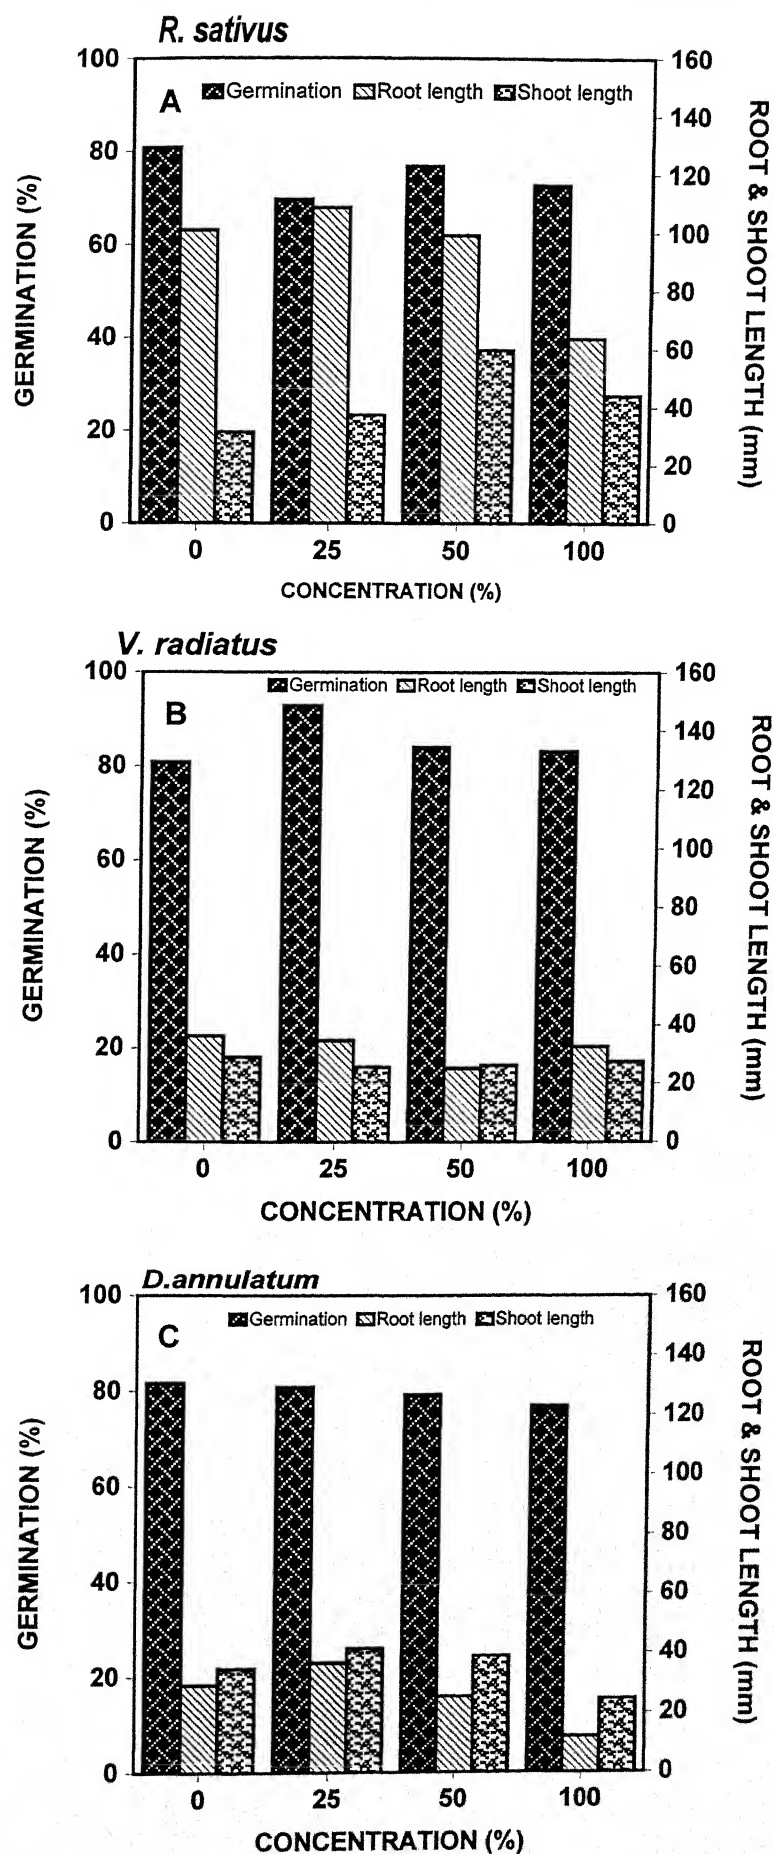 R. sativus
A
Germination Root length Shoot length
100
80
60
40
20
0
GERMINATION (%)
160
140
120
100
80
60
40
20
0
ROOT & SHOOT LENGTH (mm)
0 25 50 100
CONCENTRATION (%)
V. radiatus
B
Germination Root length Shoot length
100
80
60
40
20
0
GERMINATION (%)
160
140
120
100
80
60
40
20
0
ROOT & SHOOT LENGTH (mm)
0 25 50 100
CONCENTRATION (%)
D.annulatum
C
Germination Root length Shoot length
100
80
60
40
20
0
GERMINATION (%)
160
140
120
100
80
60
40
20
0
ROOT & SHOOT LENGTH (mm)
0 25 50 100
CONCENTRATION (%)